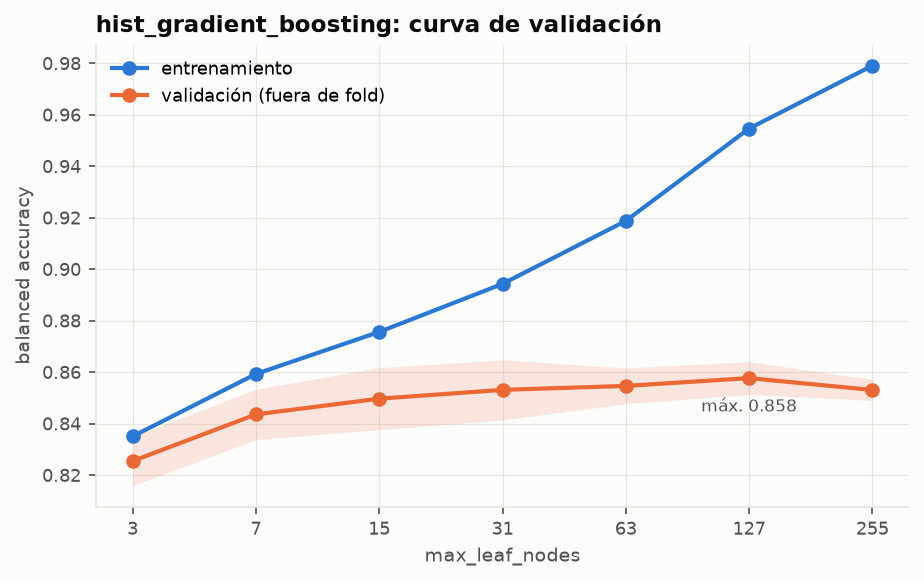 hist_gradient_boosting: curva de validación
entrenamiento
validación (fuera de fold)
balanced accuracy
0.98
0.96
0.94
0.92
0.90
0.88
0.86
0.84
0.82
máx. 0.858
3 7 15 31 63 127 255
max_leaf_nodes